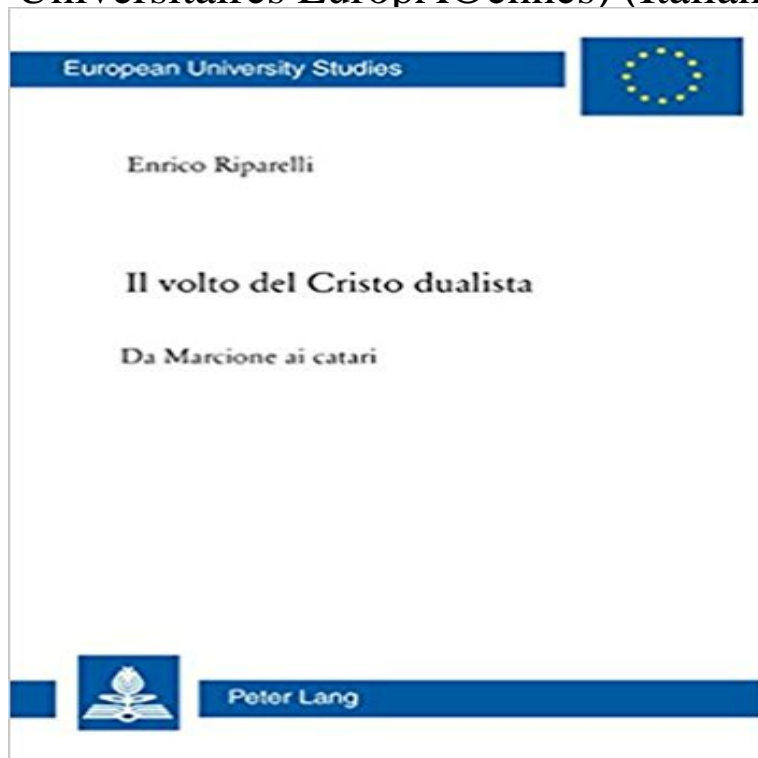 European University Studies
Enrico Riparelli
Il volto del Cristo dualista
Da Marcione ai catari
Peter Lang